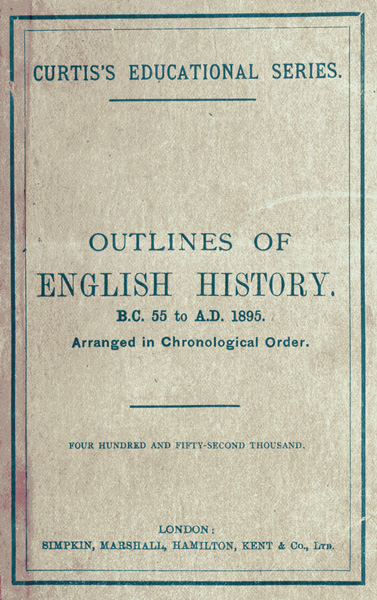 CURTIS'S EDUCATIONAL SERIES.
OUTLINES OF
ENGLISH HISTORY.
B.C. 55 to A.D. 1895.
Arranged in Chronological Order.
FOUR HUNDRED AND FIFTY-SECOND THOUSAND.
LONDON:
SIMPKIN, MARSHALL, HAMILTON, KENT & Co., LTD.